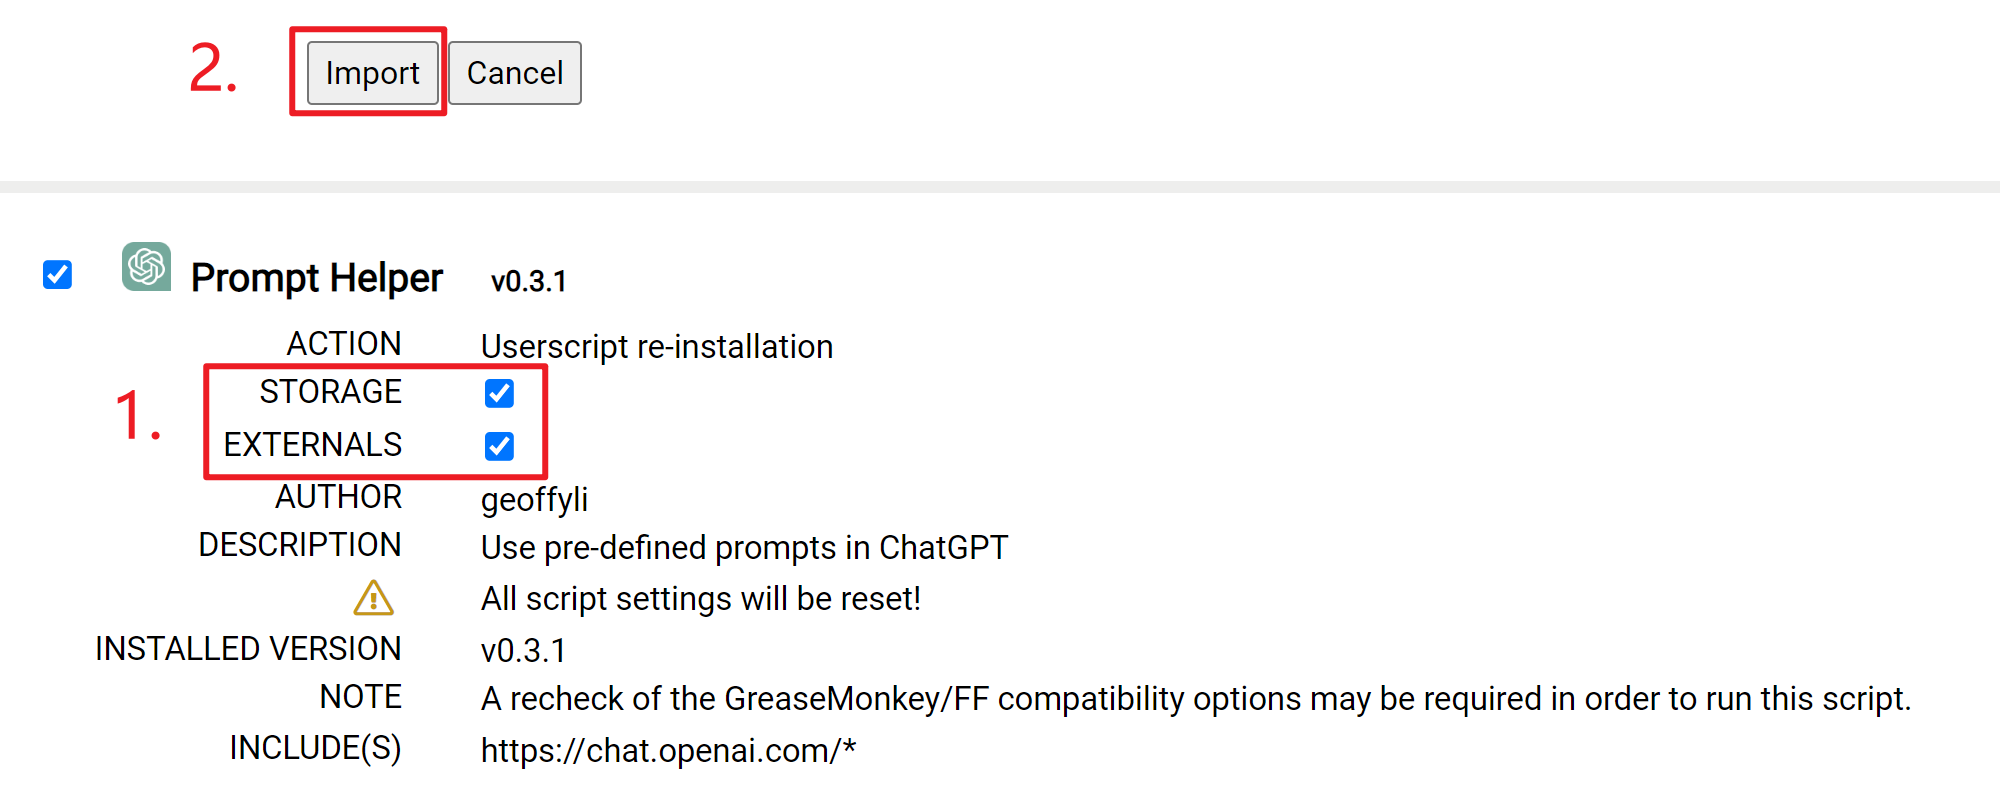 2. Import Cancel
Prompt Helper v0.3.1
ACTION Userscript re-installation
1. STORAGE
EXTERNALS
AUTHOR geoffyli
DESCRIPTION Use pre-defined prompts in ChatGPT
All script settings will be reset!
INSTALLED VERSION v0.3.1
NOTE A recheck of the GreaseMonkey/FF compatibility options may be required in order to run this script.
INCLUDE(S) https://chat.openai.com/*